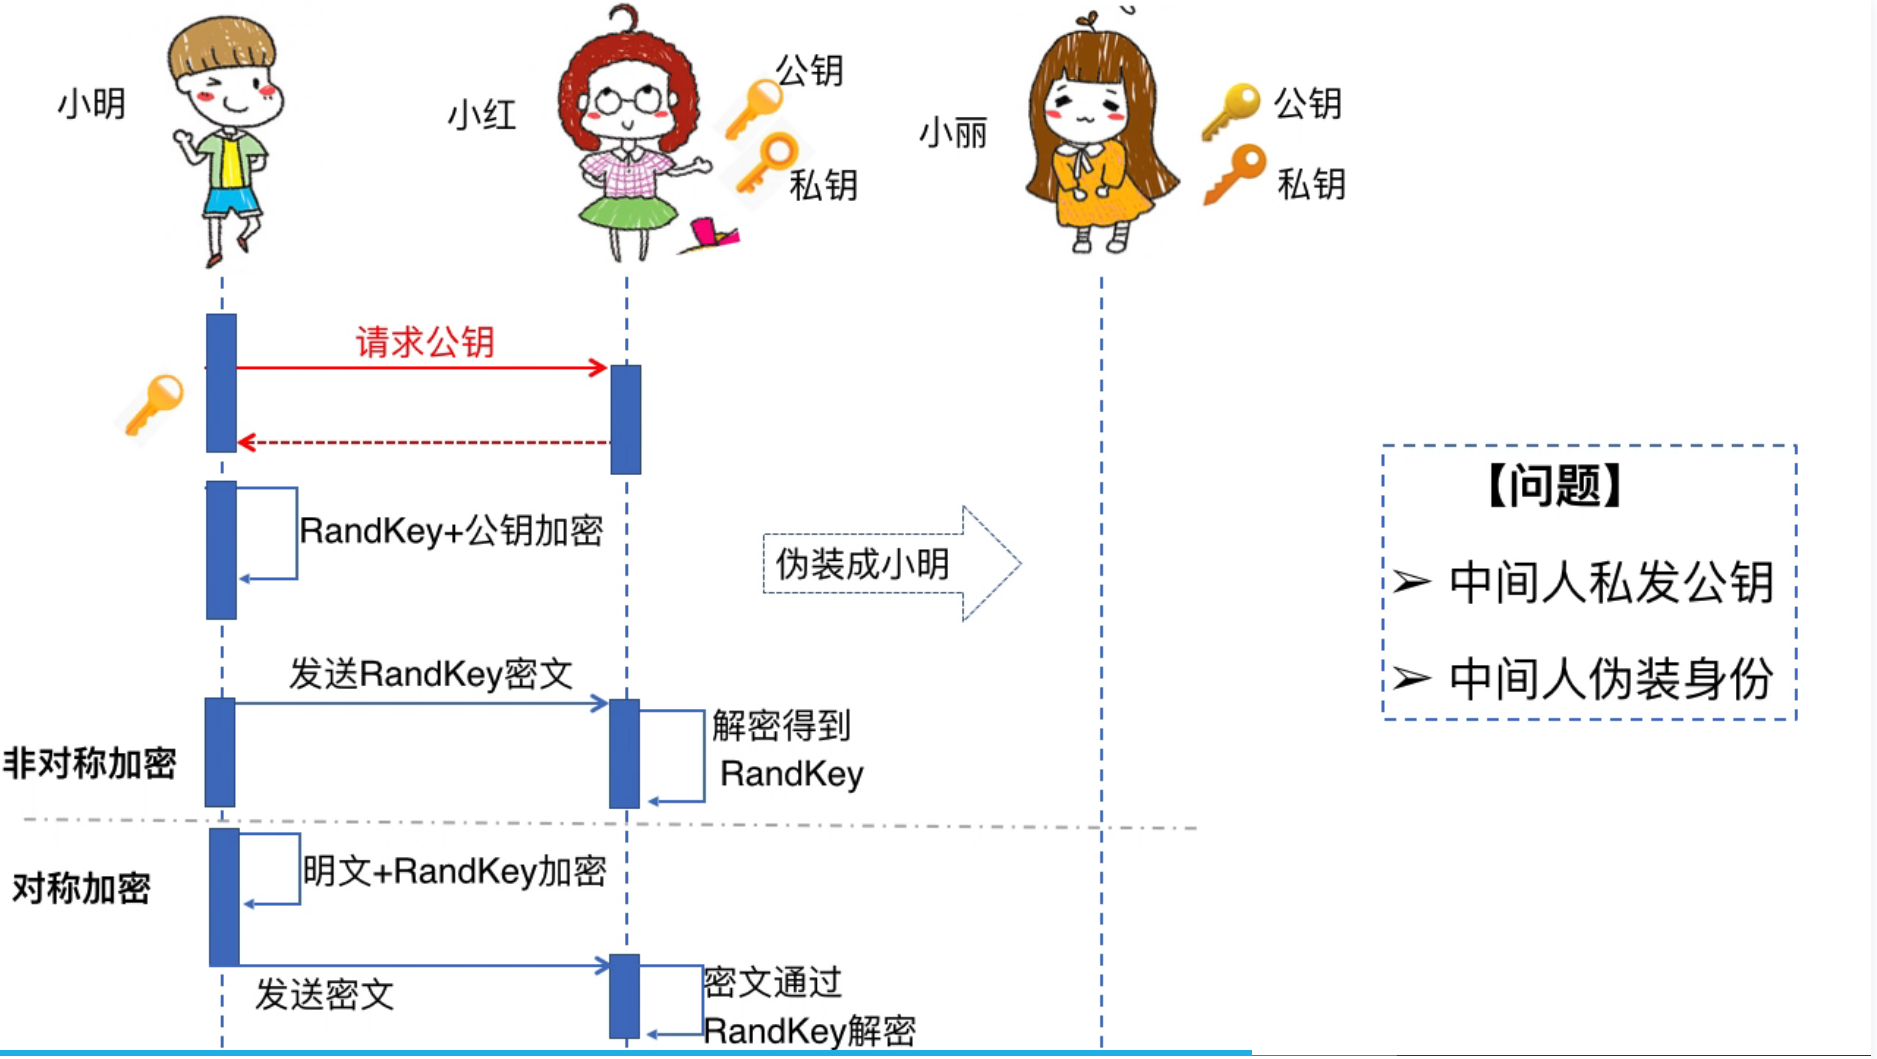 小明
小红
公钥
私钥
小丽
公钥
私钥
请求公钥
RandKey+公钥加密
伪装成小明
【问题】
➢ 中间人私发公钥
➢ 中间人伪装身份
发送RandKey密文
解密得到
RandKey
非对称加密
对称加密
明文+RandKey加密
发送密文
密文通过
RandKey解密